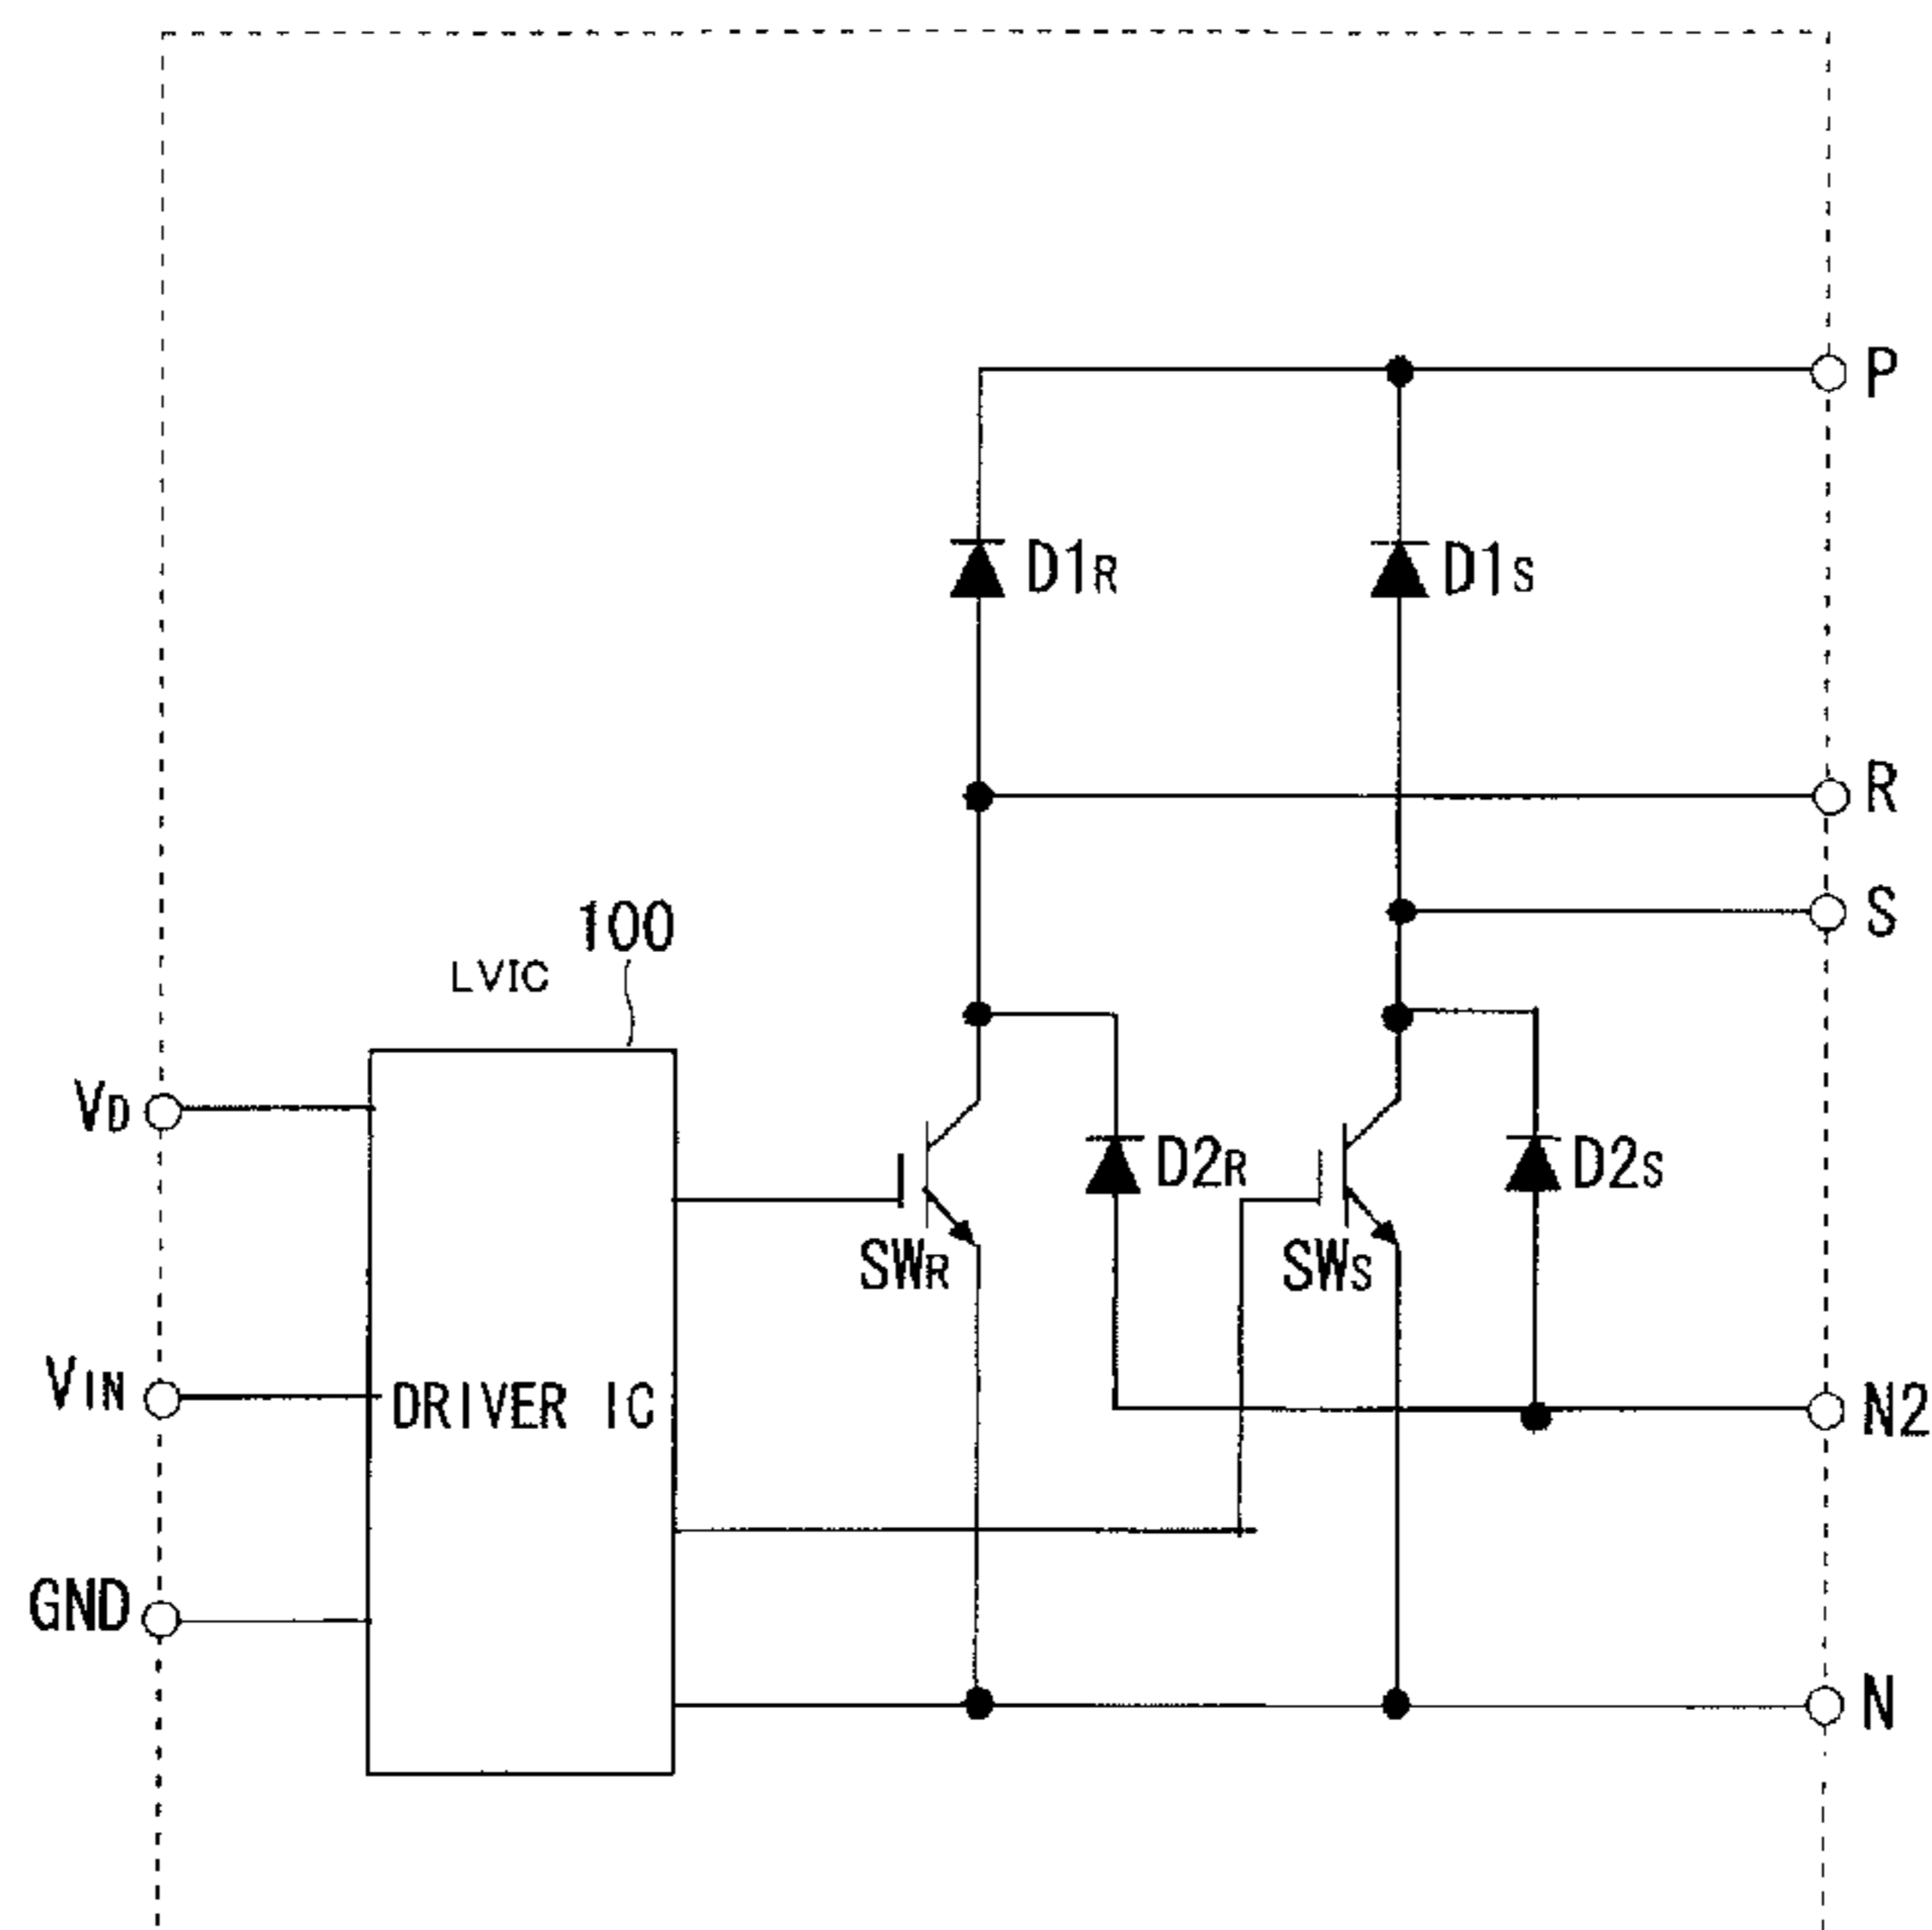 P
D1R
D1S
R
100
S
LVIC
VD
D2R
D2S
SWR
SWS
VIN
DRIVER IC
N2
GND
N